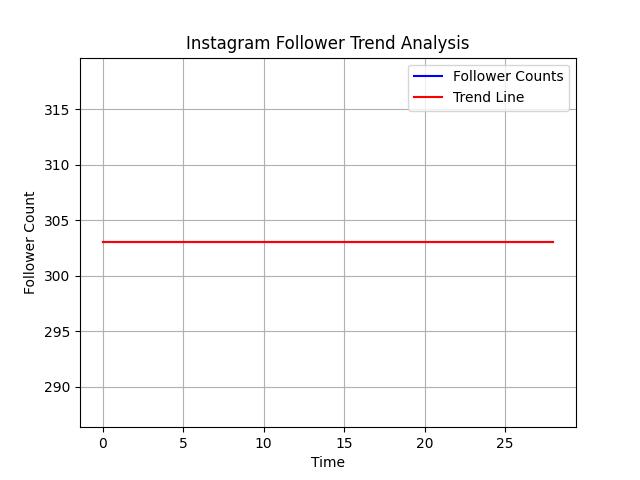 Instagram Follower Trend Analysis
Follower Counts
Trend Line
315
310
305
300
295
290
Follower Count
0 5 10 15 20 25
Time